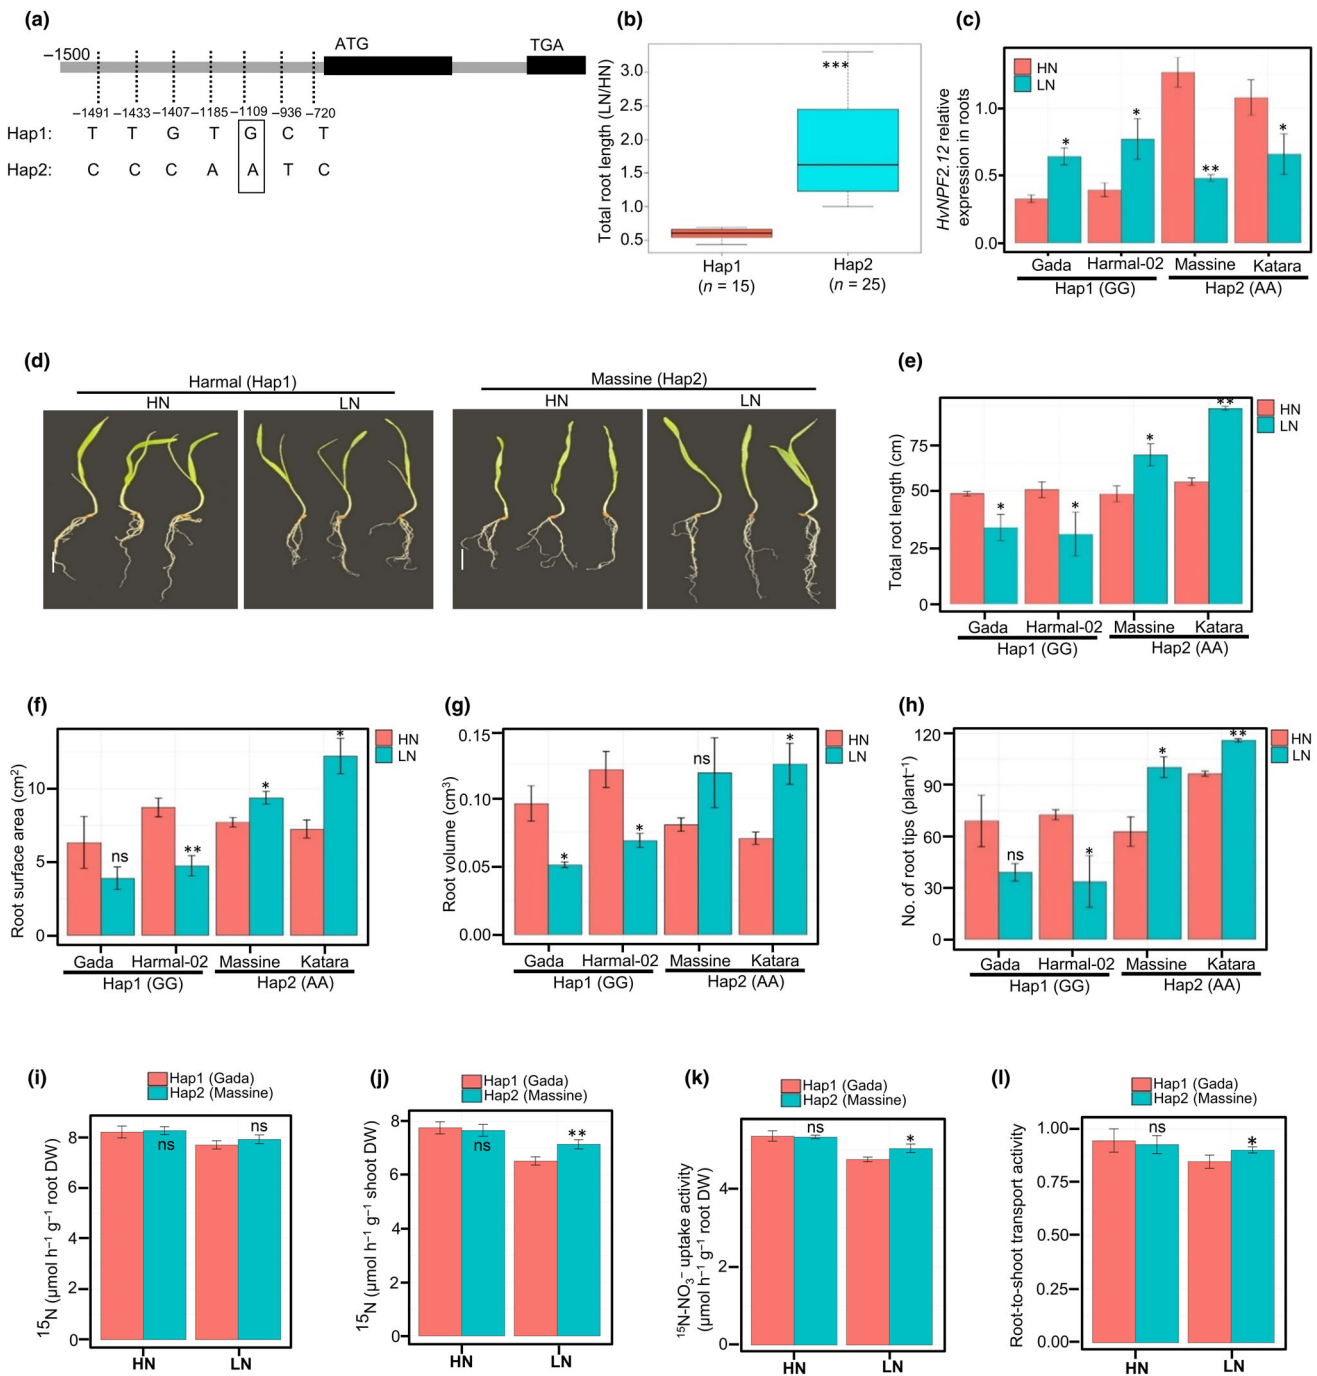 (a)
−1500
ATG
TGA
−1491 −1433 −1407 −1185 −1109 −936 −720
Hap1: T T G T G C T
Hap2: C C C A A T C
(b)
Total root length (LN/HN)
3.0
2.5
2.0
1.5
1.0
0.5
***
Hap1
(n = 15)
Hap2
(n = 25)
(c)
HvNPF2.12 relative
expression in roots
1.0
0.5
0.0
HN
LN
* * ** *
Gada Harmal-02 Massine Katara
Hap1 (GG) Hap2 (AA)
(d)
Harmal (Hap1)
HN LN
Massine (Hap2)
HN LN
(e)
Total root length (cm)
75
50
25
0
* * * **
HN
LN
Gada Harmal-02 Massine Katara
Hap1 (GG) Hap2 (AA)
(f)
Root surface area (cm²)
10
5
0
ns ** * *
HN
LN
Gada Harmal-02 Massine Katara
Hap1 (GG) Hap2 (AA)
(g)
Root volume (cm³)
0.15
0.10
0.05
0.00
* * ns *
HN
LN
Gada Harmal-02 Massine Katara
Hap1 (GG) Hap2 (AA)
(h)
No. of root tips (plant⁻¹)
120
90
60
30
0
ns * * **
HN
LN
Gada Harmal-02 Massine Katara
Hap1 (GG) Hap2 (AA)
(i)
Hap1 (Gada)
Hap2 (Massine)
¹⁵N (µmol h⁻¹ g⁻¹ root DW)
8
6
4
2
0
ns ns
HN LN
(j)
Hap1 (Gada)
Hap2 (Massine)
¹⁵N (µmol h⁻¹ g⁻¹ shoot DW)
8
6
4
2
0
ns **
HN LN
(k)
Hap1 (Gada)
Hap2 (Massine)
¹⁵N-NO₃⁻ uptake activity
(µmol h⁻¹ g⁻¹ root DW)
4
2
0
ns *
HN LN
(l)
Hap1 (Gada)
Hap2 (Massine)
Root-to-shoot transport activity
1.00
0.75
0.50
0.25
0.00
ns *
HN LN